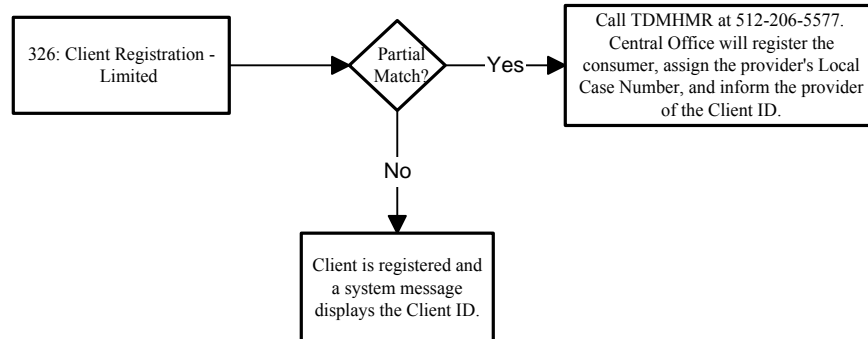 326: Client Registration -
Limited
Partial
Match?
Yes
Call TDMHMR at 512-206-5577.
Central Office will register the
consumer, assign the provider's Local
Case Number, and inform the provider
of the Client ID.
No
Client is registered and
a system message
displays the Client ID.